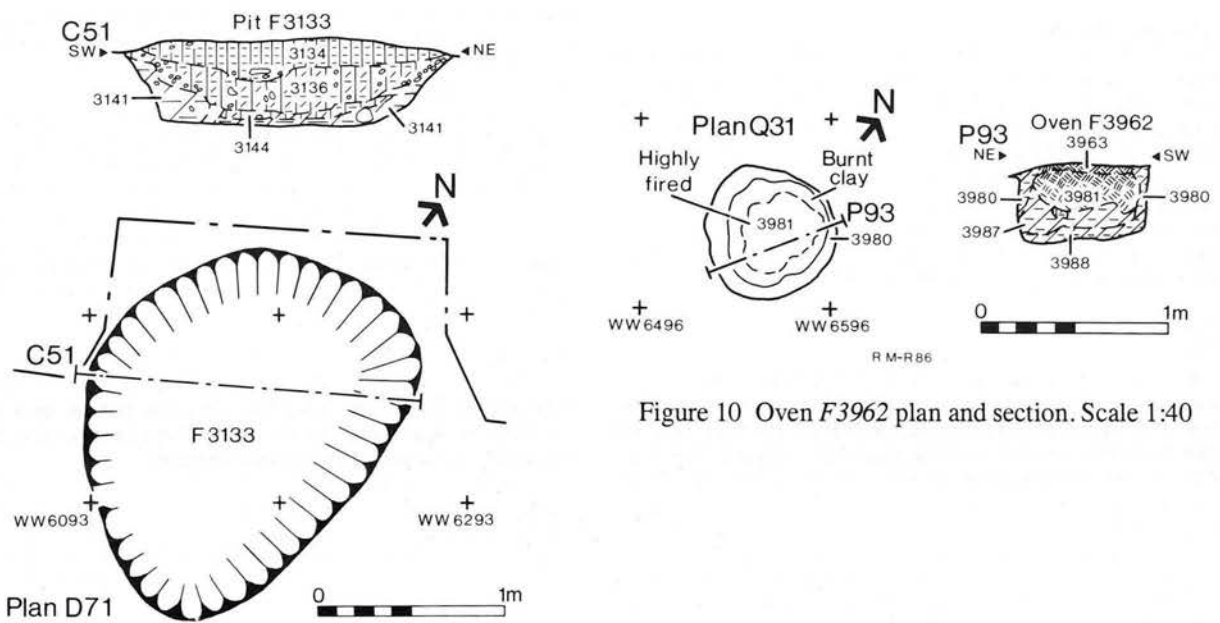 C51
Pit F3133
SW
NE
3134
3136
3141
3141
3144
N
C51
F3133
WW6093
WW6293
Plan D71
0 1m
Plan Q31
N
Highly fired
Burnt clay
3981
P93
3980
WW6496
WW6596
R M-R 86
P93
Oven F3962
NE
3963
SW
3980
3981
3980
3987
3988
0 1m
Figure 10 Oven F3962 plan and section. Scale 1:40